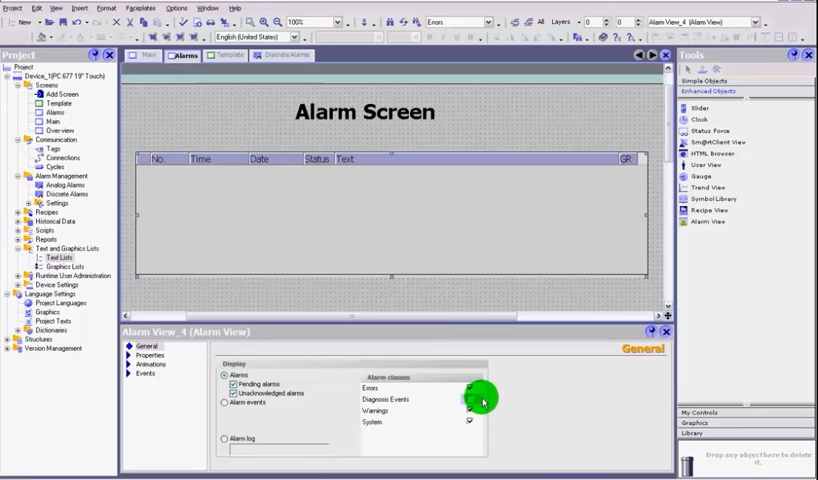 Project Edit View Insert Format Faceplates Options Window Help
New 100% Errors Layers 0 0 Alarm View_4 (Alarm View)
English (United States)
Project
Main Alarms Template Discrete Alarms
Tools
Project
Device_1(PC 677 19" Touch)
Screens
Add Screen
Template
Alarms
Main
Over-view
Communication
Tags
Connections
Cycles
Alarm Management
Analog Alarms
Discrete Alarms
Settings
Recipes
Historical Data
Scripts
Reports
Text and Graphics Lists
Text Lists
Graphics Lists
Runtime User Administration
Device Settings
Language Settings
Project Languages
Graphics
Project Texts
Dictionaries
Structures
Version Management
Alarm Screen
No. Time Date Status Text GR
Simple Objects
Enhanced Objects
Slider
Clock
Status Force
Sm@rtClient View
HTML Browser
User View
Gauge
Trend View
Symbol Library
Recipe View
Alarm View
My Controls
Graphics
Library
Drop any object here to delete
it.
Alarm View_4 (Alarm View)
General
Properties
Animations
Events
General
Display
Alarms
Pending alarms
Unacknowledged alarms
Alarm events
Alarm log
Alarm classes
Errors
Diagnosis Events
Warnings
System